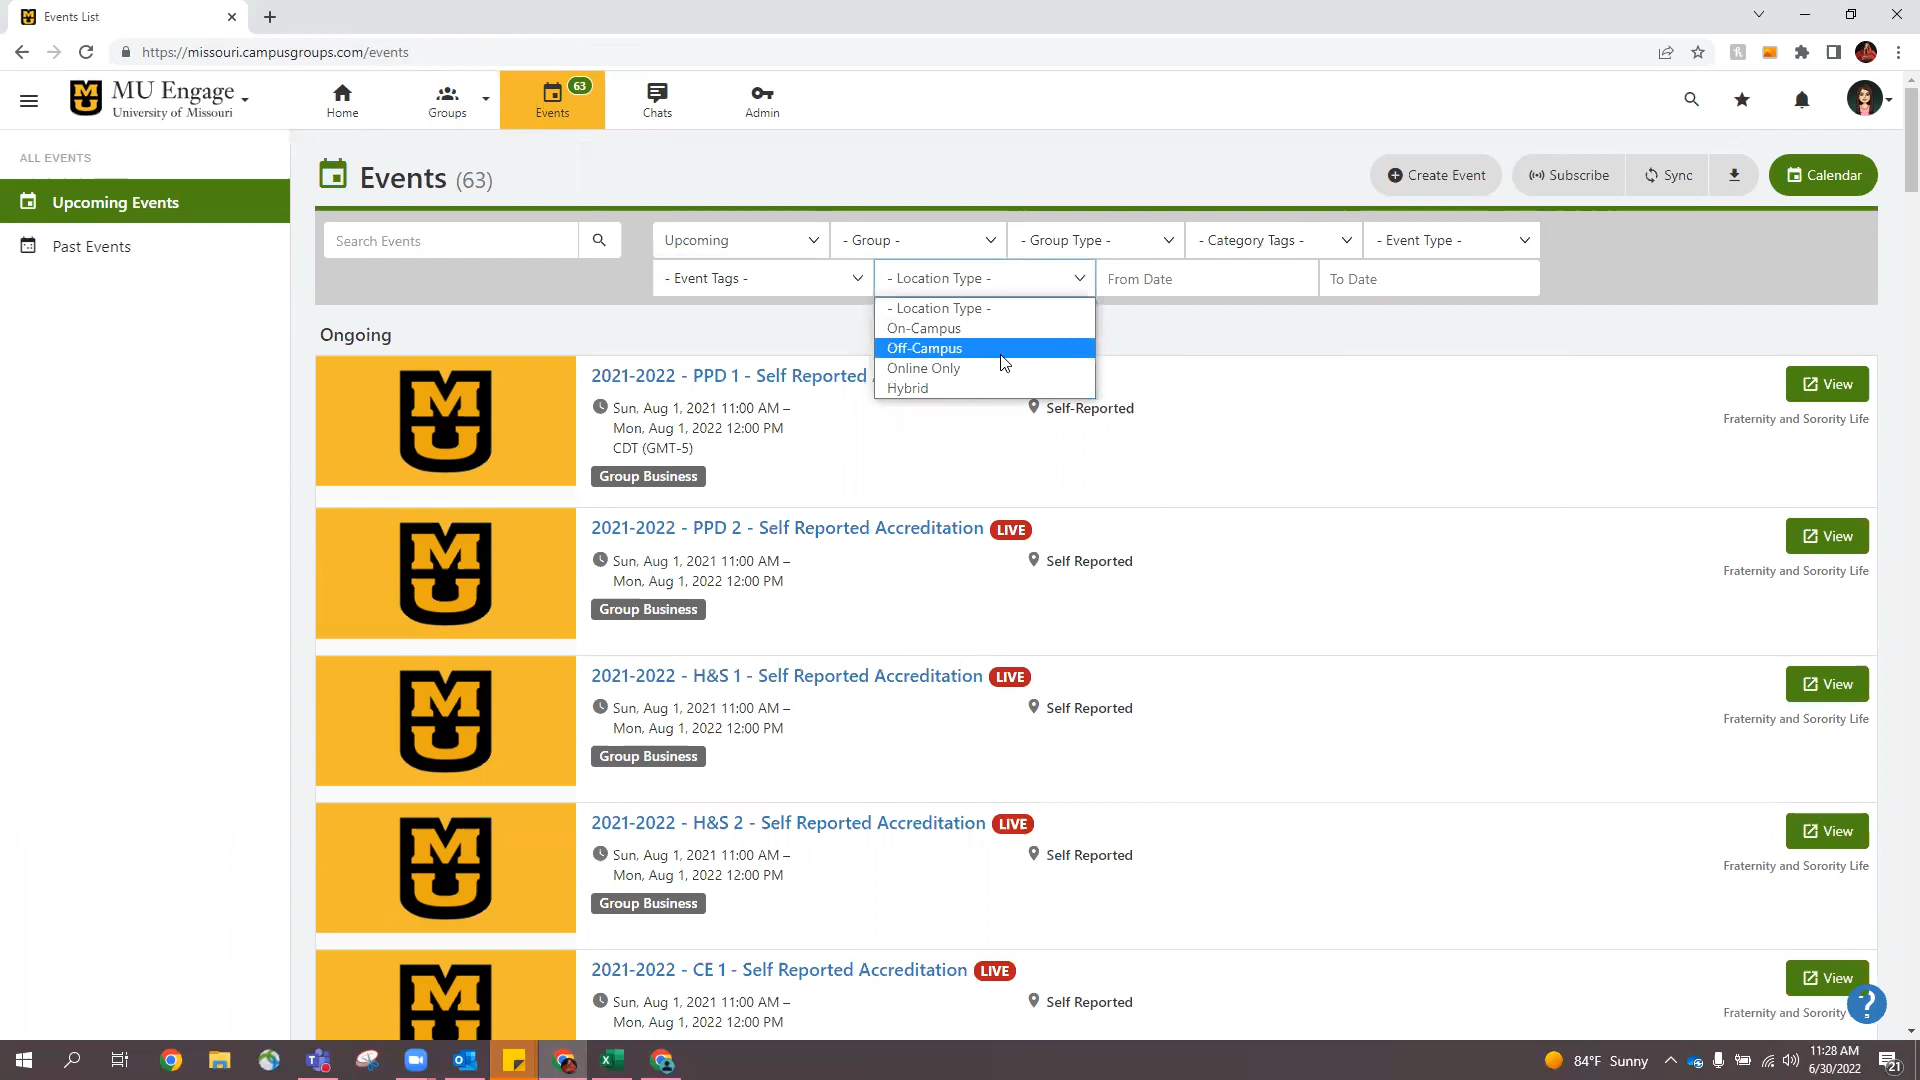 Events List
https://missouri.campusgroups.com/events
MU Engage
University of Missouri
Home
Groups
63
Events
Chats
Admin
ALL EVENTS
Upcoming Events
Past Events
Events (63)
Create Event
Subscribe
Sync
Calendar
Search Events
Upcoming
- Group -
- Group Type -
- Category Tags -
- Event Type -
- Event Tags -
- Location Type -
From Date
To Date
- Location Type -
On-Campus
Off-Campus
Online Only
Hybrid
Ongoing
MU
2021-2022 - PPD 1 - Self Reported
Sun, Aug 1, 2021 11:00 AM –
Mon, Aug 1, 2022 12:00 PM
CDT (GMT-5)
Self-Reported
Group Business
View
Fraternity and Sorority Life
MU
2021-2022 - PPD 2 - Self Reported Accreditation LIVE
Sun, Aug 1, 2021 11:00 AM –
Mon, Aug 1, 2022 12:00 PM
Self Reported
Group Business
View
Fraternity and Sorority Life
MU
2021-2022 - H&S 1 - Self Reported Accreditation LIVE
Sun, Aug 1, 2021 11:00 AM –
Mon, Aug 1, 2022 12:00 PM
Self Reported
Group Business
View
Fraternity and Sorority Life
MU
2021-2022 - H&S 2 - Self Reported Accreditation LIVE
Sun, Aug 1, 2021 11:00 AM –
Mon, Aug 1, 2022 12:00 PM
Self Reported
Group Business
View
Fraternity and Sorority Life
MU
2021-2022 - CE 1 - Self Reported Accreditation LIVE
Sun, Aug 1, 2021 11:00 AM –
Mon, Aug 1, 2022 12:00 PM
Self Reported
View
Fraternity and Sorority
?
84°F Sunny
11:28 AM
6/30/2022
21